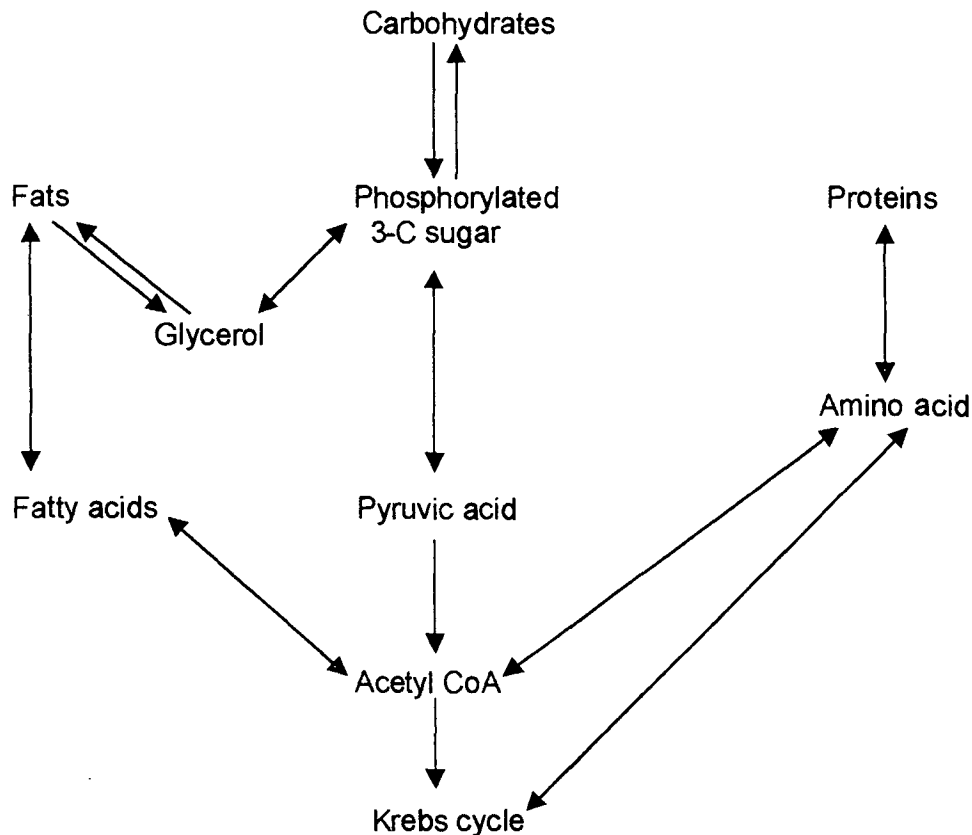 Carbohydrates
Fats
Phosphorylated
3-C sugar
Proteins
Glycerol
Amino acid
Fatty acids
Pyruvic acid
Acetyl CoA
Krebs cycle